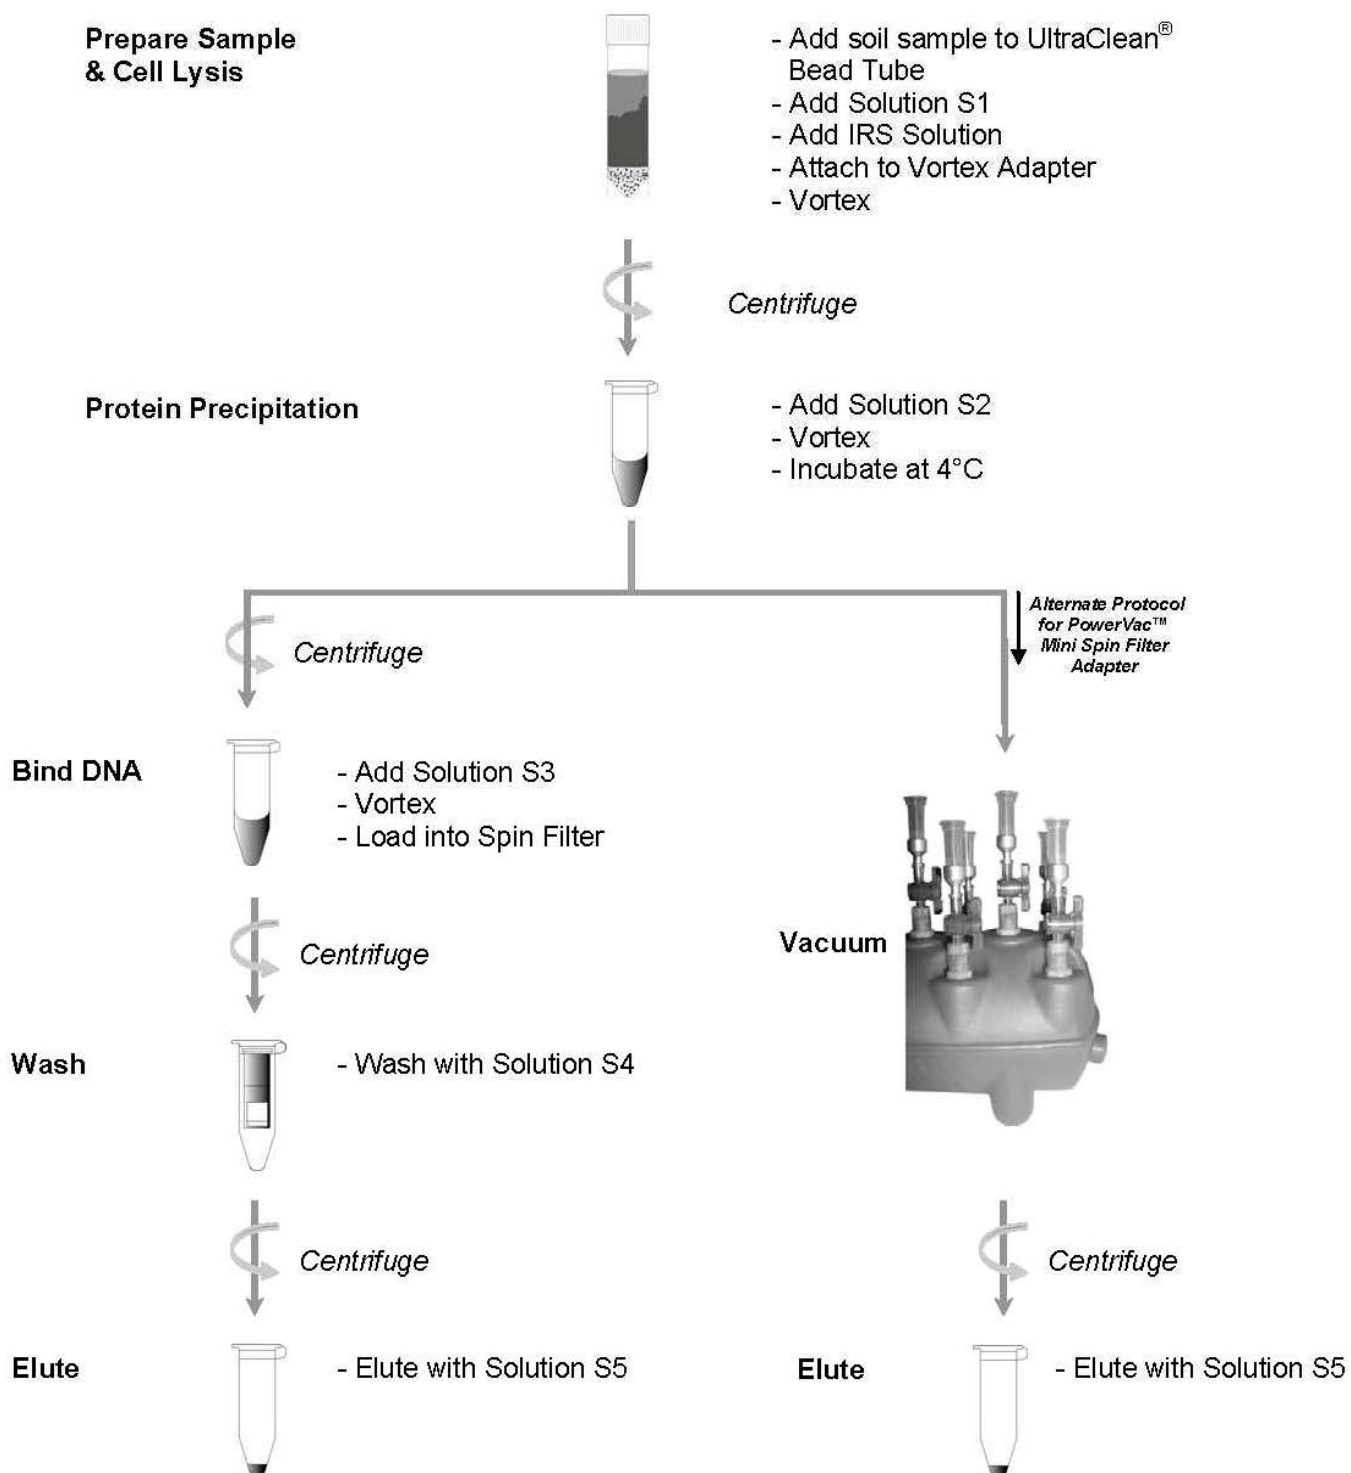 Prepare Sample
& Cell Lysis
- Add soil sample to UltraClean®
Bead Tube
- Add Solution S1
- Add IRS Solution
- Attach to Vortex Adapter
- Vortex
Centrifuge
Protein Precipitation
- Add Solution S2
- Vortex
- Incubate at 4°C
Centrifuge
Alternate Protocol
for PowerVac™
Mini Spin Filter
Adapter
Bind DNA
- Add Solution S3
- Vortex
- Load into Spin Filter
Centrifuge
Vacuum
Wash
- Wash with Solution S4
Centrifuge
Centrifuge
Elute
- Elute with Solution S5
Elute
- Elute with Solution S5